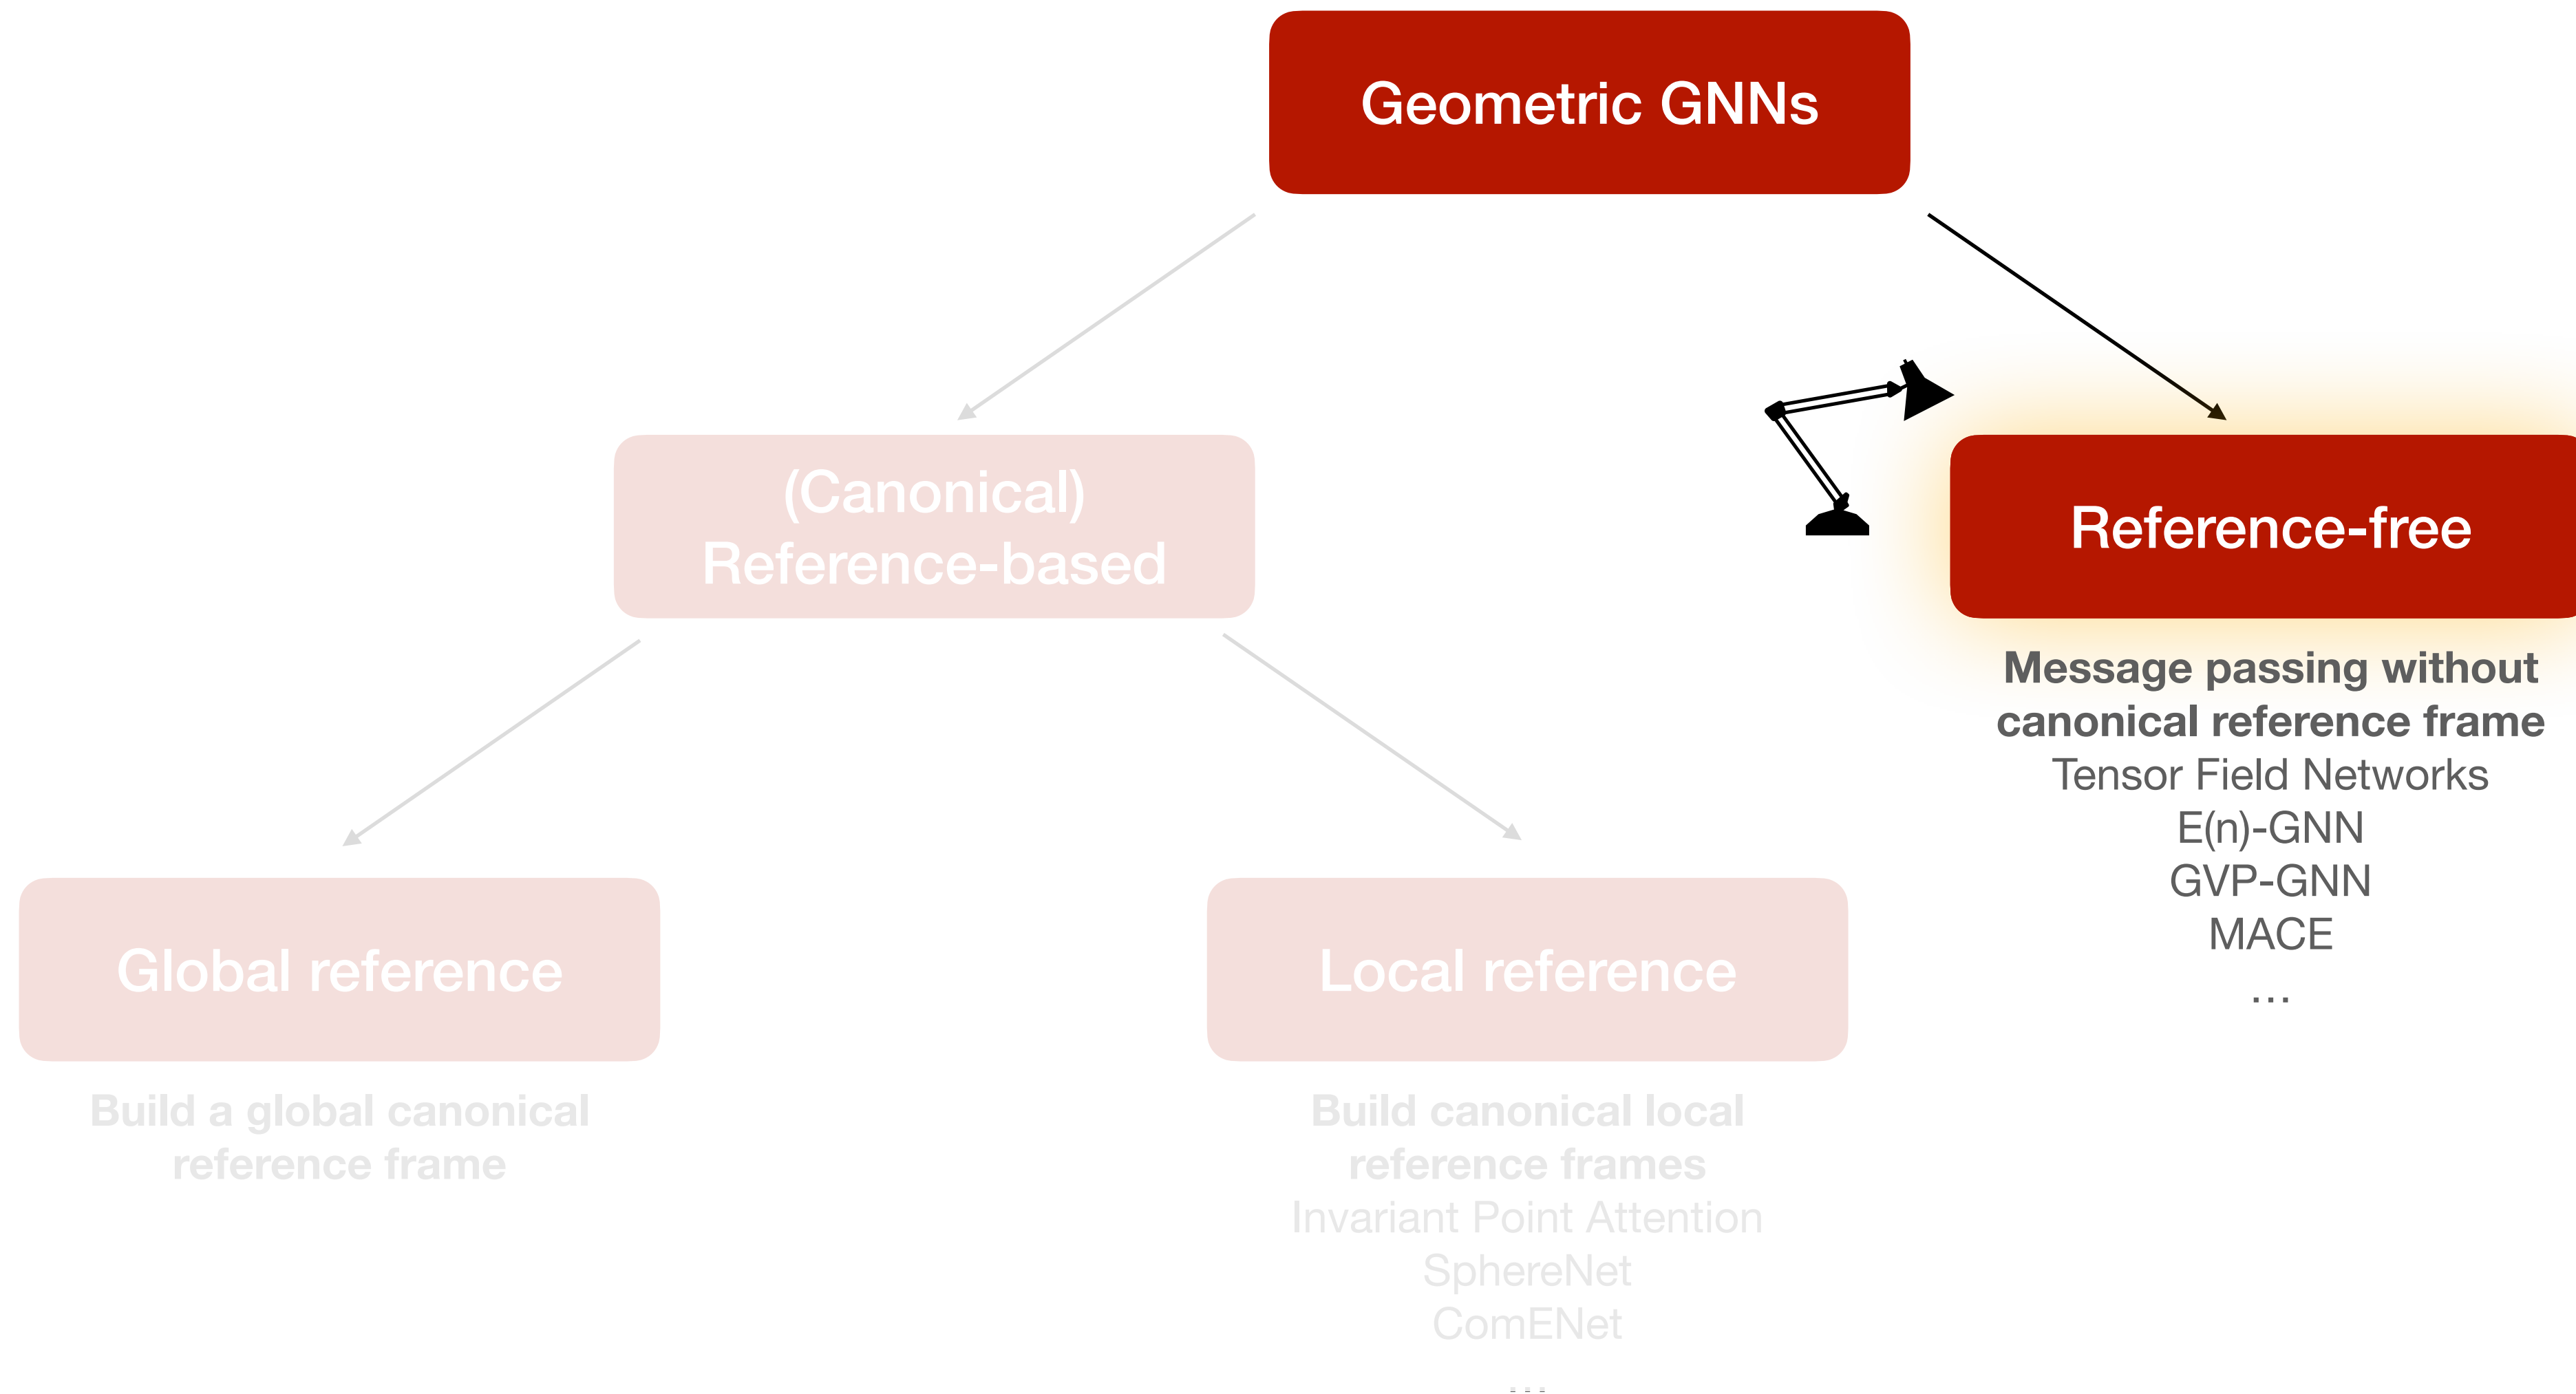 Geometric GNNs
(Canonical)
Reference-based
Reference-free
Message passing without
canonical reference frame
Tensor Field Networks
E(n)-GNN
GVP-GNN
MACE
…
Global reference
Build a global canonical
reference frame
Local reference
Build canonical local
reference frames
Invariant Point Attention
SphereNet
ComENet
…